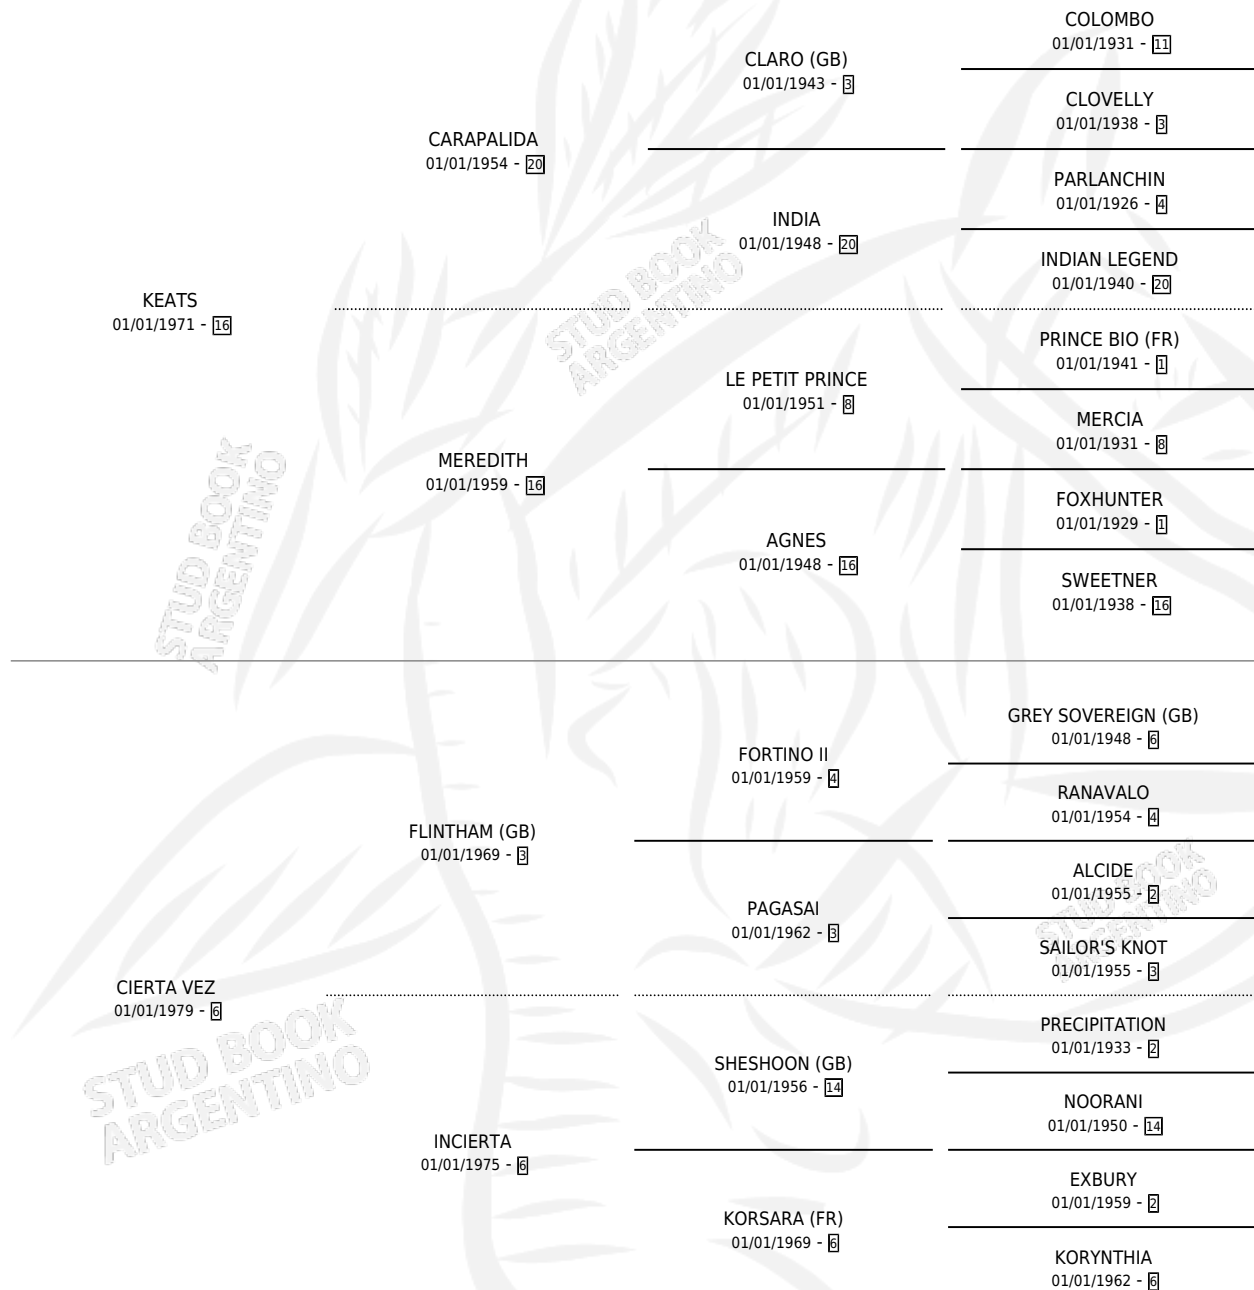 COLOMBO
01/01/1931 - 11
CLARO (GB)
01/01/1943 - 3
CLOVELLY
01/01/1938 - 3
CARAPALIDA
01/01/1954 - 20
PARLANCHIN
01/01/1926 - 4
INDIA
01/01/1948 - 20
INDIAN LEGEND
01/01/1940 - 20
KEATS
01/01/1971 - 16
PRINCE BIO (FR)
01/01/1941 - 1
LE PETIT PRINCE
01/01/1951 - 8
MERCIA
01/01/1931 - 8
MEREDITH
01/01/1959 - 16
FOXHUNTER
01/01/1929 - 1
AGNES
01/01/1948 - 16
SWEETNER
01/01/1938 - 16
GREY SOVEREIGN (GB)
01/01/1948 - 6
FORTINO II
01/01/1959 - 4
RANAVALO
01/01/1954 - 4
FLINTHAM (GB)
01/01/1969 - 3
ALCIDE
01/01/1955 - 2
PAGASAI
01/01/1962 - 3
SAILOR'S KNOT
01/01/1955 - 3
CIERTA VEZ
01/01/1979 - 6
PRECIPITATION
01/01/1933 - 2
SHESHOON (GB)
01/01/1956 - 14
NOORANI
01/01/1950 - 14
INCIERTA
01/01/1975 - 6
EXBURY
01/01/1959 - 2
KORSARA (FR)
01/01/1969 - 6
KORYNTHIA
01/01/1962 - 6
STUD BOOK
ARGENTINO
STUD BOOK
ARGENTINO
STUD BOOK
ARGENTINO
STUD BOOK
ARGENTINO